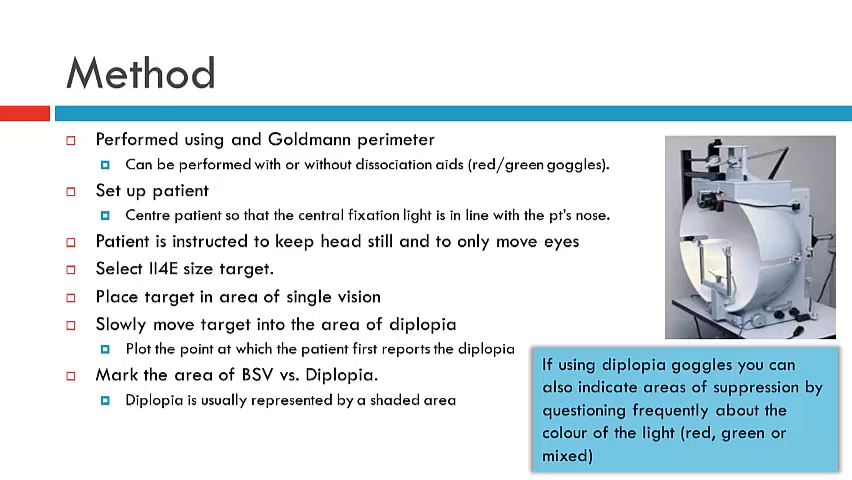 Method
Performed using and Goldmann perimeter
Can be performed with or without dissociation aids (red/green goggles).
Set up patient
Centre patient so that the central fixation light is in line with the pt's nose.
Patient is instructed to keep head still and to only move eyes
Select II4E size target.
Place target in area of single vision
Slowly move target into the area of diplopia
Plot the point at which the patient first reports the diplopia
Mark the area of BSV vs. Diplopia.
Diplopia is usually represented by a shaded area
If using diplopia goggles you can
also indicate areas of suppression by
questioning frequently about the
colour of the light (red, green or
mixed)